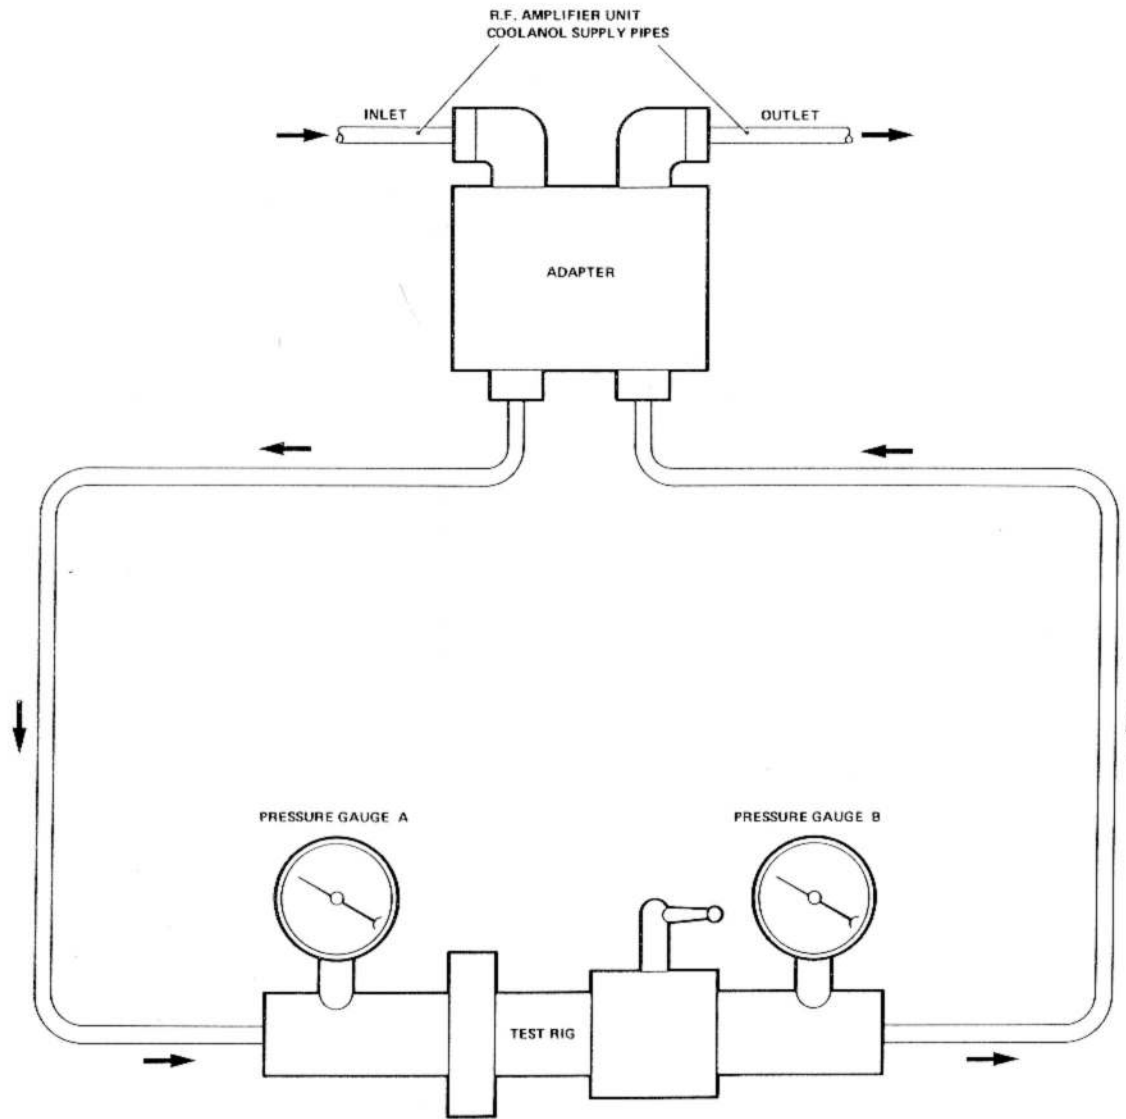 R.F. AMPLIFIER UNIT
COOLANOL SUPPLY PIPES
INLET
OUTLET
ADAPTER
PRESSURE GAUGE A
PRESSURE GAUGE B
TEST RIG